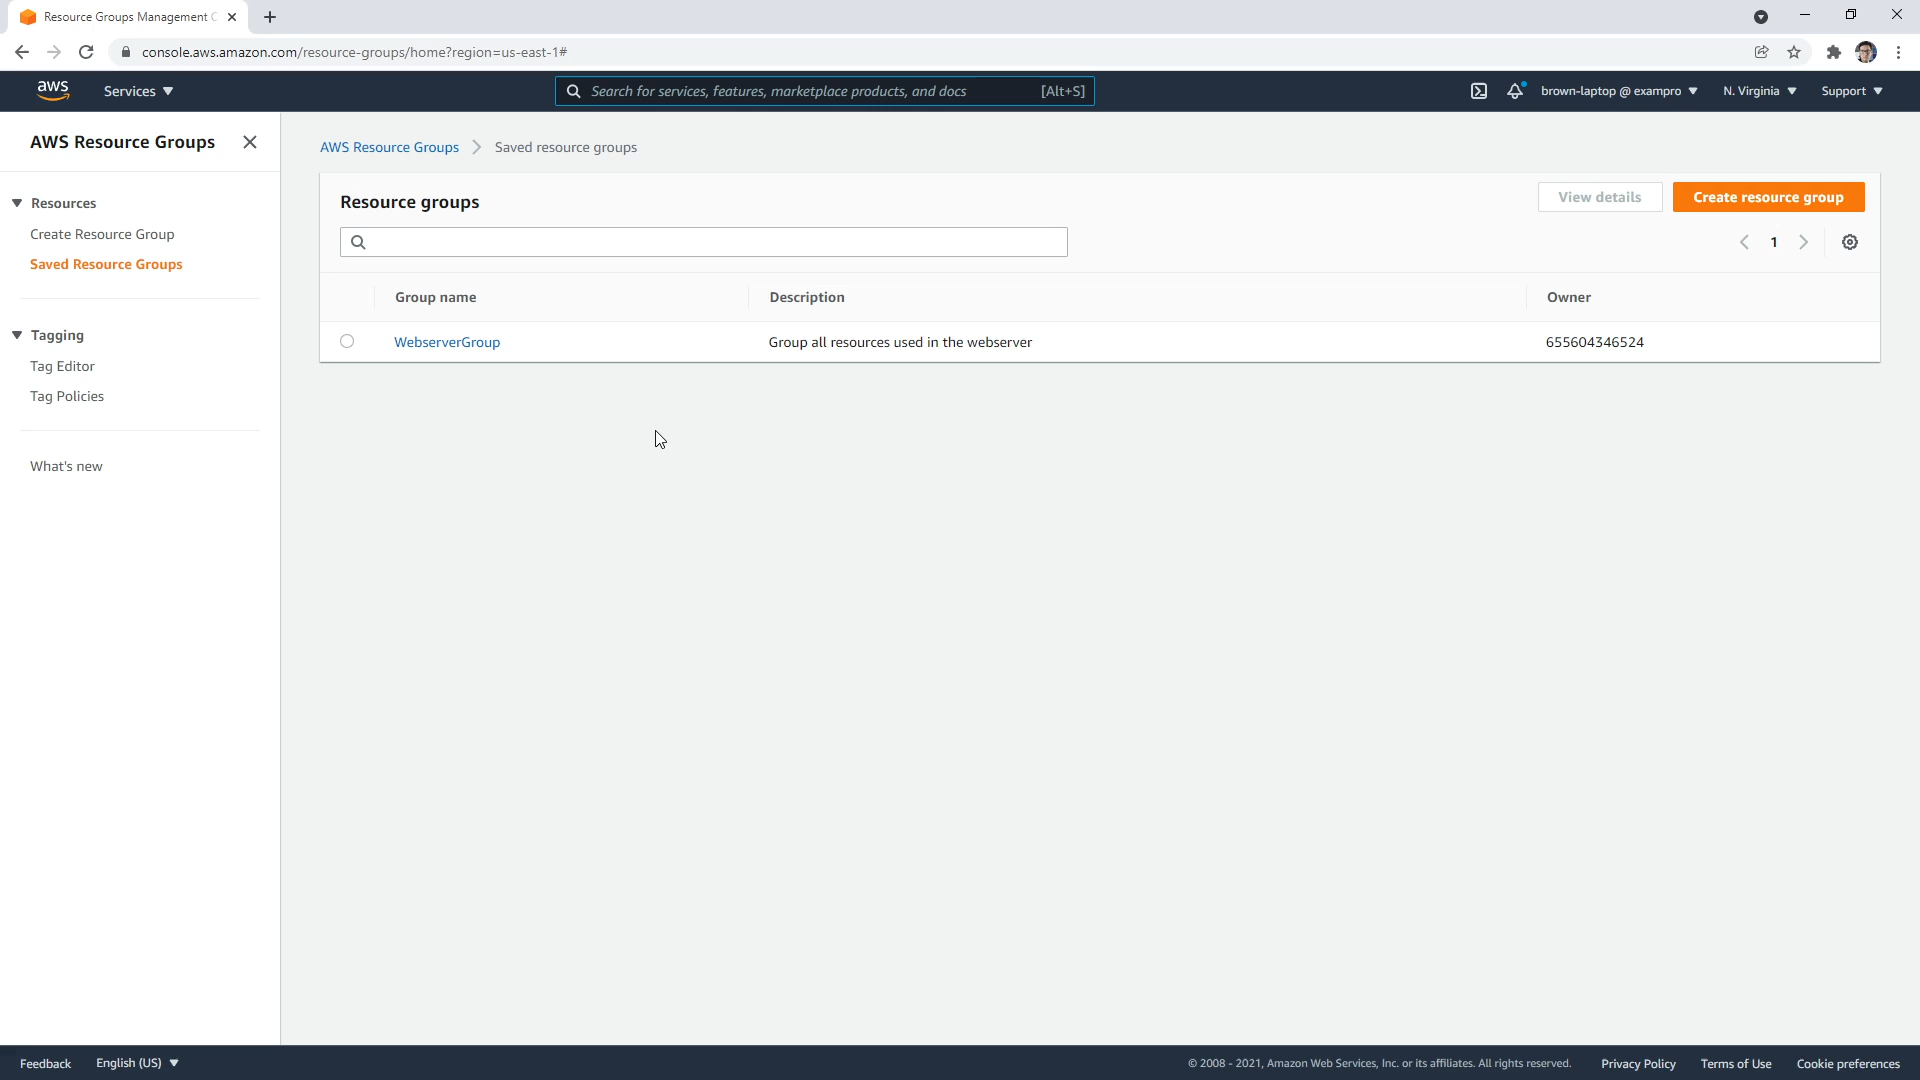 Resource Groups Management C
console.aws.amazon.com/resource-groups/home?region=us-east-1#
aws
Services
Search for services, features, marketplace products, and docs [Alt+S]
brown-laptop @ exampro
N. Virginia
Support
AWS Resource Groups
Resources
Create Resource Group
Saved Resource Groups
Tagging
Tag Editor
Tag Policies
What's new
AWS Resource Groups > Saved resource groups
Resource groups
View details
Create resource group
1
Group name Description Owner
WebserverGroup Group all resources used in the webserver 655604346524
Feedback
English (US)
© 2008 - 2021, Amazon Web Services, Inc. or its affiliates. All rights reserved.
Privacy Policy
Terms of Use
Cookie preferences